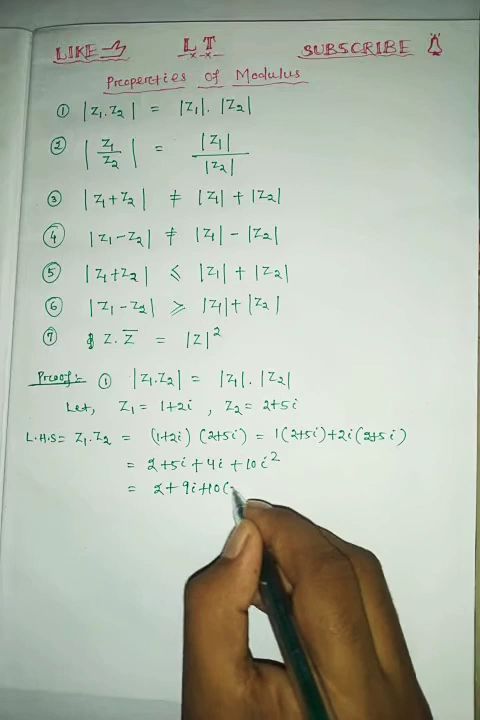 LIKE LT SUBSCRIBE
Properties of Modulus
① |Z₁.Z₂| = |Z₁|.|Z₂|
② |Z₁/Z₂| = |Z₁|/|Z₂|
③ |Z₁+Z₂| ≠ |Z₁|+|Z₂|
④ |Z₁-Z₂| ≠ |Z₁|-|Z₂|
⑤ |Z₁+Z₂| ⩽ |Z₁|+|Z₂|
⑥ |Z₁-Z₂| ⩾ |Z₁|+|Z₂|
⑦ Z.Z̅ = |Z|²
Proof:- ① |Z₁.Z₂| = |Z₁|.|Z₂|
Let, Z₁ = 1+2i , Z₂ = 2+5i
L.H.S = Z₁.Z₂ = (1+2i) (2+5i) = 1(2+5i)+2i(2+5i)
= 2+5i+4i+10i²
= 2+9i+10(